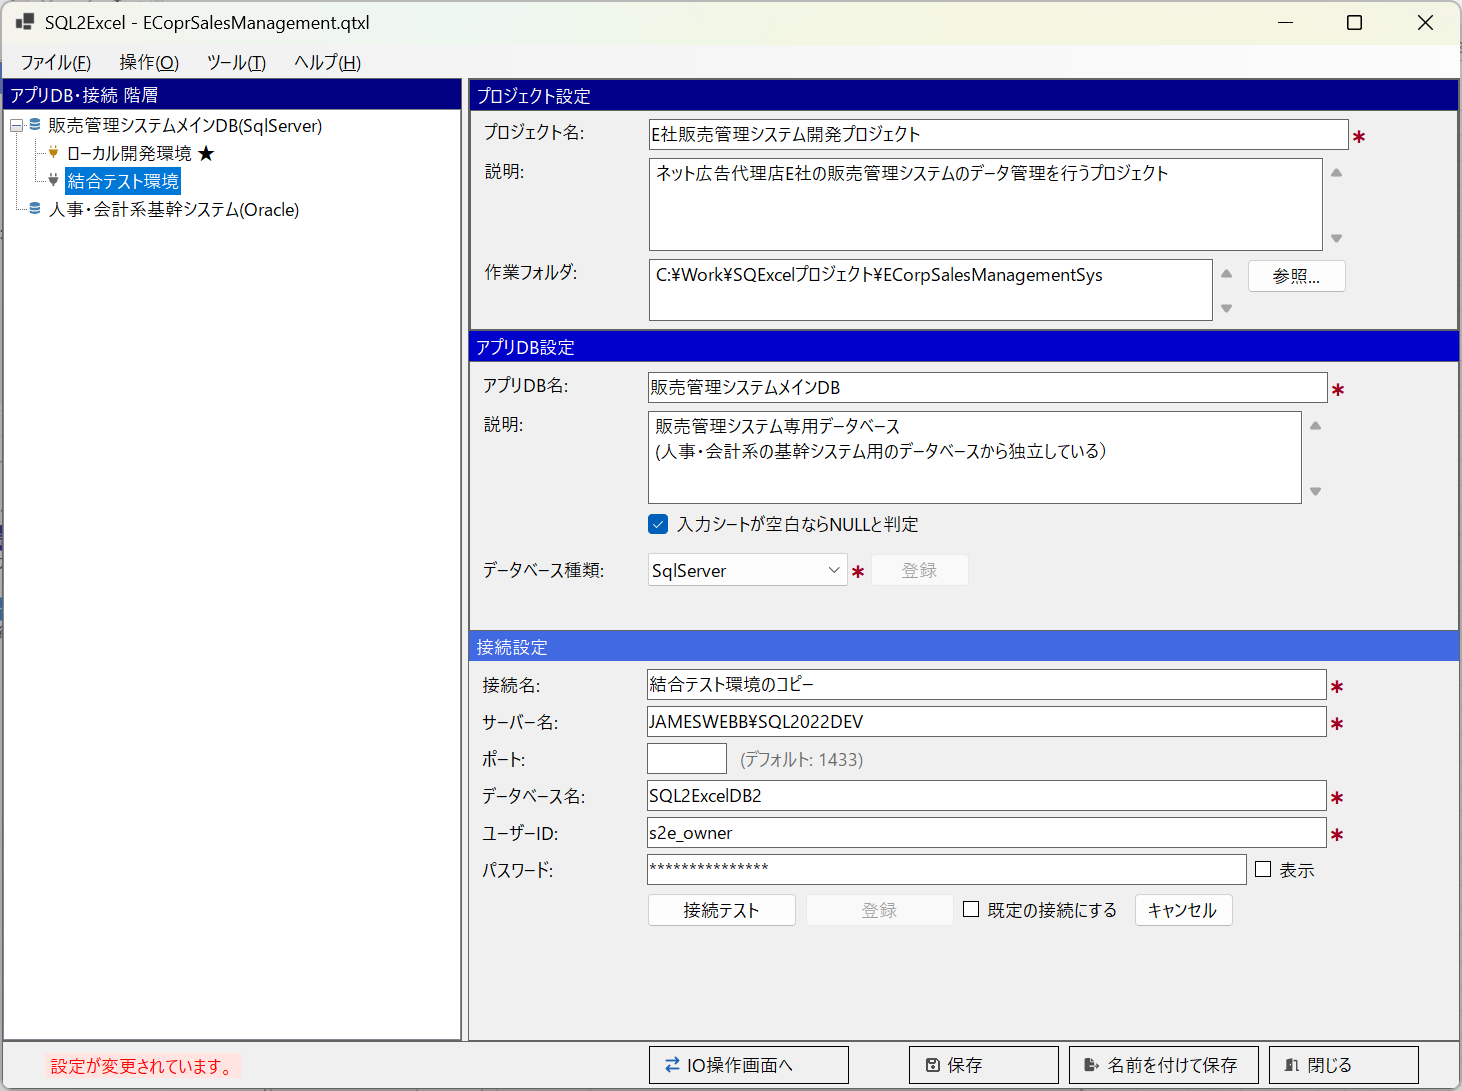 SQL2Excel - ECoprSalesManagement.qtxl
ファイル(F) 操作(O) ツール(T) ヘルプ(H)
アプリDB・接続 階層
販売管理システムメインDB(SqlServer)
ローカル開発環境 ★
結合テスト環境
人事・会計系基幹システム(Oracle)
プロジェクト設定
プロジェクト名: E社販売管理システム開発プロジェクト *
説明: ネット広告代理店E社の販売管理システムのデータ管理を行うプロジェクト
作業フォルダ: C:¥Work¥SQExcelプロジェクト¥ECorpSalesManagementSys 参照...
アプリDB設定
アプリDB名: 販売管理システムメインDB *
説明: 販売管理システム専用データベース
(人事・会計系の基幹システム用のデータベースから独立している)
入力シートが空白ならNULLと判定
データベース種類: SqlServer * 登録
接続設定
接続名: 結合テスト環境のコピー *
サーバー名: JAMESWEBB¥SQL2022DEV *
ポート: (デフォルト: 1433)
データベース名: SQL2ExcelDB2 *
ユーザーID: s2e_owner *
パスワード: *************** 表示
接続テスト 登録 既定の接続にする キャンセル
設定が変更されています。 IO操作画面へ 保存 名前を付けて保存 閉じる